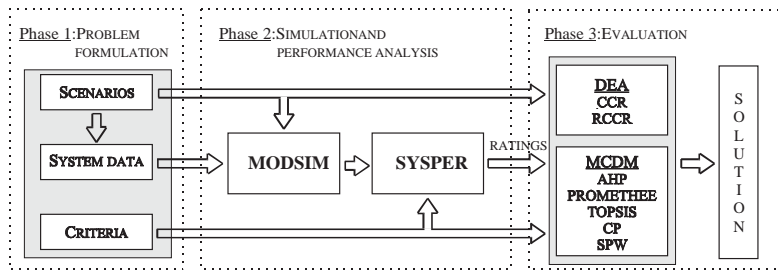 Phase 1:PROBLEM
FORMULATION
SCENARIOS
SYSTEM DATA
CRITERIA
Phase 2:SIMULATIONAND
PERFORMANCE ANALYSIS
MODSIM
SYSPER
RATINGS
Phase 3:EVALUATION
DEA
CCR
RCCR
MCDM
AHP
PROMETHEE
TOPSIS
CP
SPW
SOLUTION